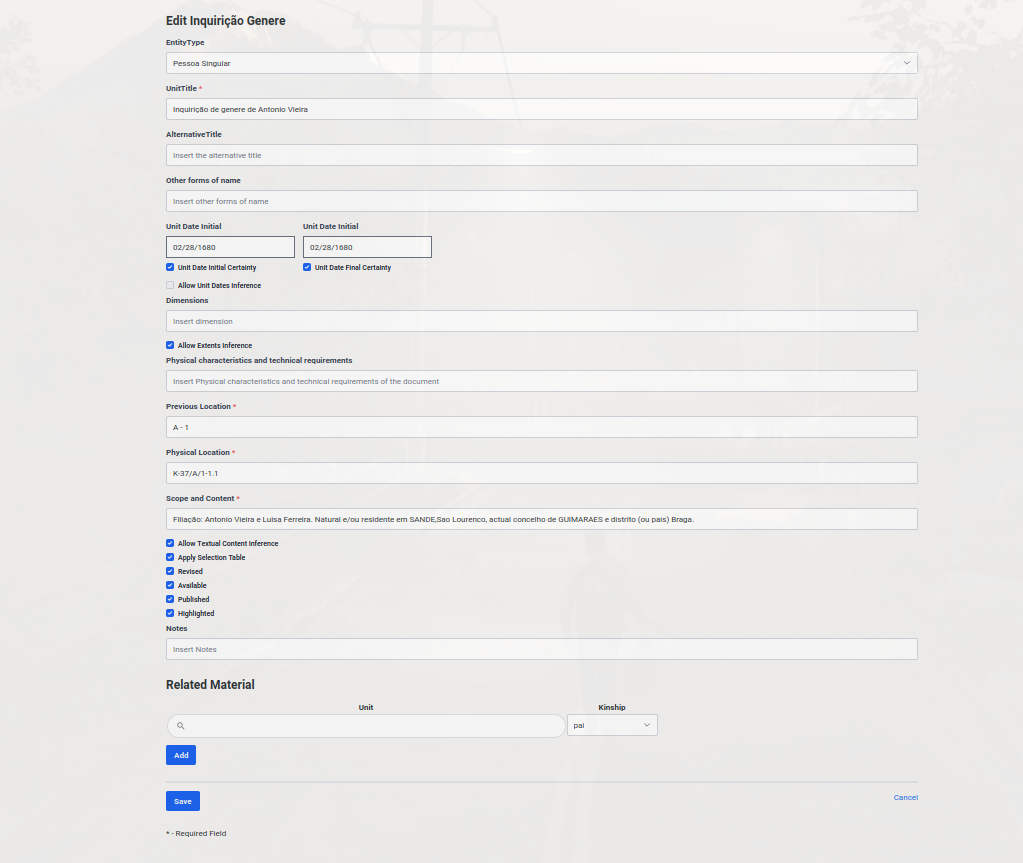 Edit Inquirição Genere
EntityType
Pessoa Singular
UnitTitle *
Inquirição de genere de Antonio Vieira
AlternativeTitle
Insert the alternative title
Other forms of name
Insert other forms of name
Unit Date Initial Unit Date Initial
02/28/1680 02/28/1680
Unit Date Initial Certainty Unit Date Final Certainty
Allow Unit Dates Inference
Dimensions
Insert dimension
Allow Extents Inference
Physical characteristics and technical requirements
Insert Physical characteristics and technical requirements of the document
Previous Location *
A - 1
Physical Location *
K-37/A/1-1.1
Scope and Content *
Filiação: Antonio Vieira e Luisa Ferreira. Natural e/ou residente em SANDE,Sao Lourenco, actual concelho de GUIMARAES e distrito (ou país) Braga.
Allow Textual Content Inference
Apply Selection Table
Revised
Available
Published
Highlighted
Notes
Insert Notes
Related Material
Unit Kinship
pai
Add
Save Cancel
* - Required Field